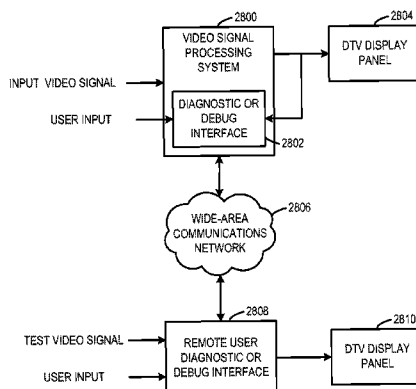 2800
VIDEO SIGNAL
PROCESSING
SYSTEM
2804
DTV DISPLAY
PANEL
INPUT VIDEO SIGNAL
USER INPUT
DIAGNOSTIC OR
DEBUG
INTERFACE
2802
2806
WIDE-AREA
COMMUNICATIONS
NETWORK
2808
TEST VIDEO SIGNAL
USER INPUT
REMOTE USER
DIAGNOSTIC OR
DEBUG INTERFACE
2810
DTV DISPLAY
PANEL